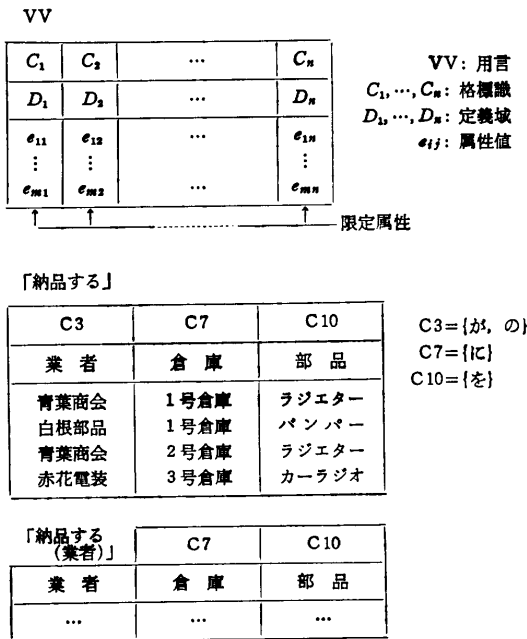 VV
C₁ C₂ … Cₙ
D₁ D₂ … Dₙ
e₁₁ e₁₂ … e₁ₙ
⋮ ⋮ ⋮
eₘ₁ eₘ₂ … eₘₙ
限定属性
VV: 用言
C₁, …, Cₙ: 格標識
D₁, …, Dₙ: 定義域
eᵢⱼ: 属性値
「納品する」
C3 C7 C10
業者 倉庫 部品
青葉商会 1号倉庫 ラジエター
白根部品 1号倉庫 バンパー
青葉商会 2号倉庫 ラジエター
赤花電装 3号倉庫 カーラジオ
C3={が, の}
C7={に}
C10={を}
「納品する
(業者)」 C7 C10
業者 倉庫 部品
… … …